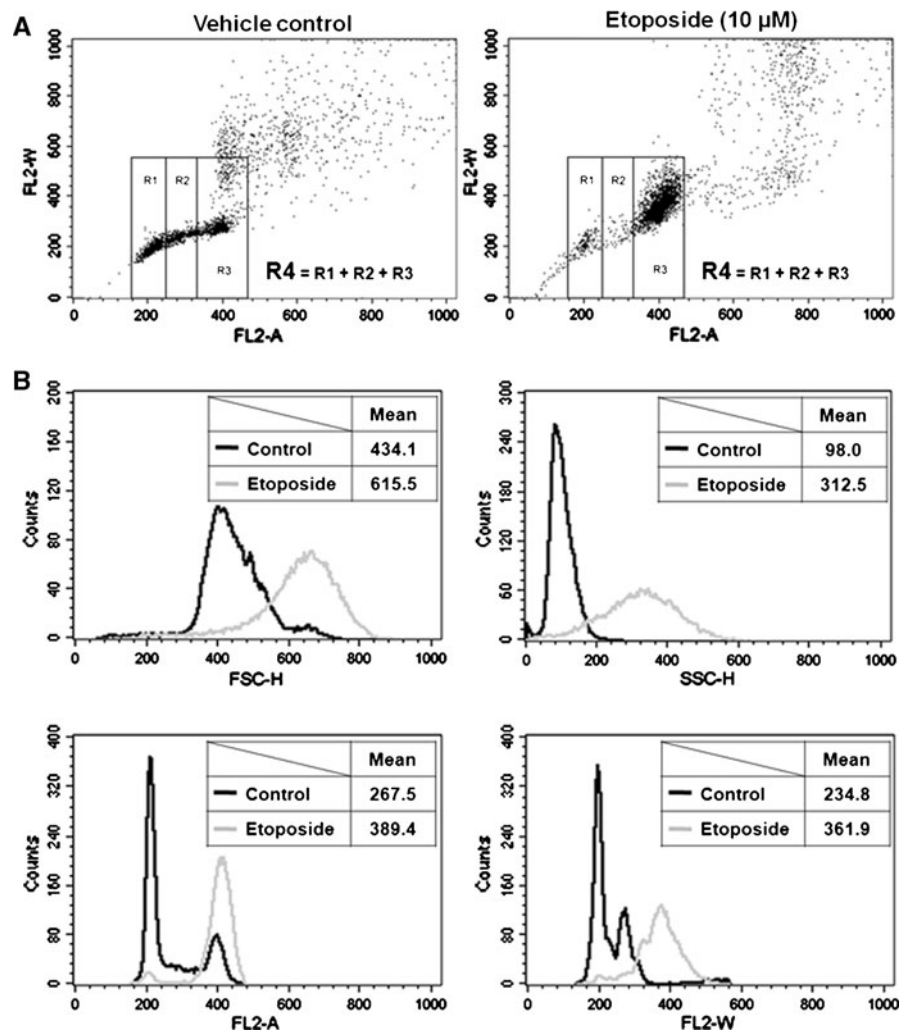 A
Vehicle control
Etoposide (10 µM)
FL2-W
0 200 400 600 800 1000
R1
R2
R3
R4 = R1 + R2 + R3
0 200 400 600 800 1000
FL2-A
FL2-W
0 200 400 600 800 1000
R1
R2
R3
R4 = R1 + R2 + R3
0 200 400 600 800 1000
FL2-A
B
Counts
0 40 80 120 160 200
Mean
Control 434.1
Etoposide 615.5
0 200 400 600 800 1000
FSC-H
Counts
0 60 120 180 240 300
Mean
Control 98.0
Etoposide 312.5
0 200 400 600 800 1000
SSC-H
Counts
0 80 160 240 320 400
Mean
Control 267.5
Etoposide 389.4
0 200 400 600 800 1000
FL2-A
Counts
0 80 160 240 320 400
Mean
Control 234.8
Etoposide 361.9
0 200 400 600 800 1000
FL2-W